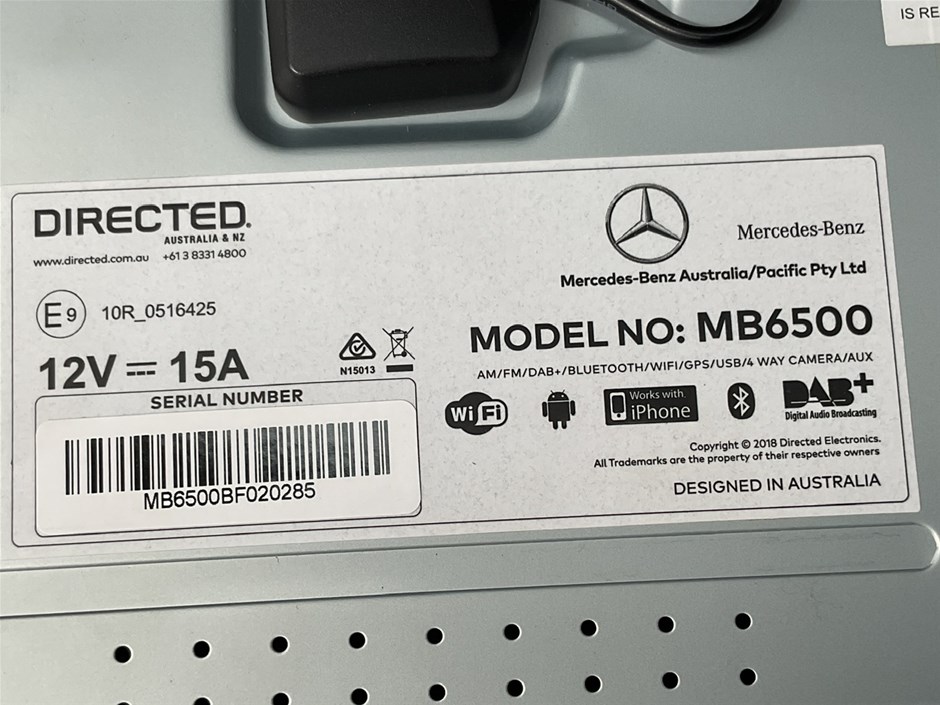 IS RE
DIRECTED.
AUSTRALIA & NZ
www.directed.com.au +61 3 8331 4800
Mercedes-Benz
Mercedes-Benz Australia/Pacific Pty Ltd
E9 10R_0516425
MODEL NO: MB6500
12V 15A
N15013
AM/FM/DAB+/BLUETOOTH/WIFI/GPS/USB/4 WAY CAMERA/AUX
SERIAL NUMBER
MB6500BF020285
Wi Fi
Works with
iPhone
DAB+
Digital Audio Broadcasting
Copyright © 2018 Directed Electronics.
All Trademarks are the property of their respective owners
DESIGNED IN AUSTRALIA